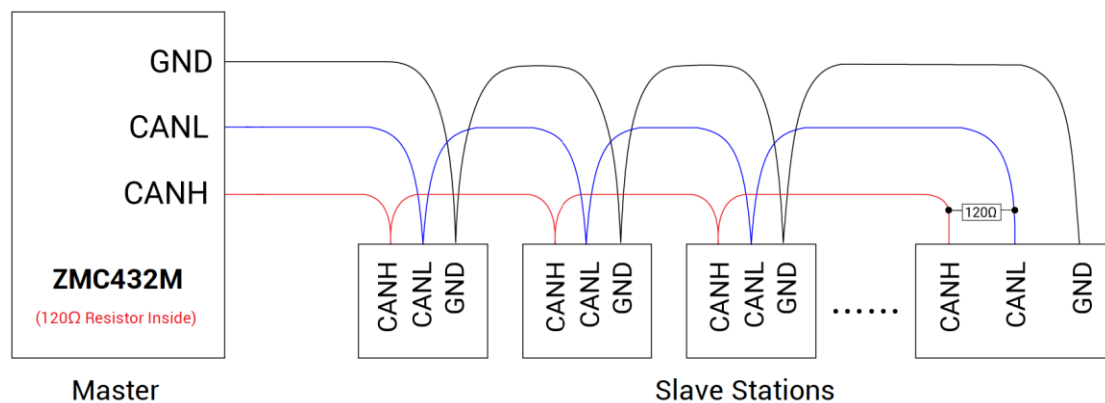 GND
CANL
CANH
ZMC432M
(120Ω Resistor Inside)
Master
120Ω
CANH
CANL
GND
CANH
CANL
GND
CANH
CANL
GND
......
CANH
CANL
GND
Slave Stations